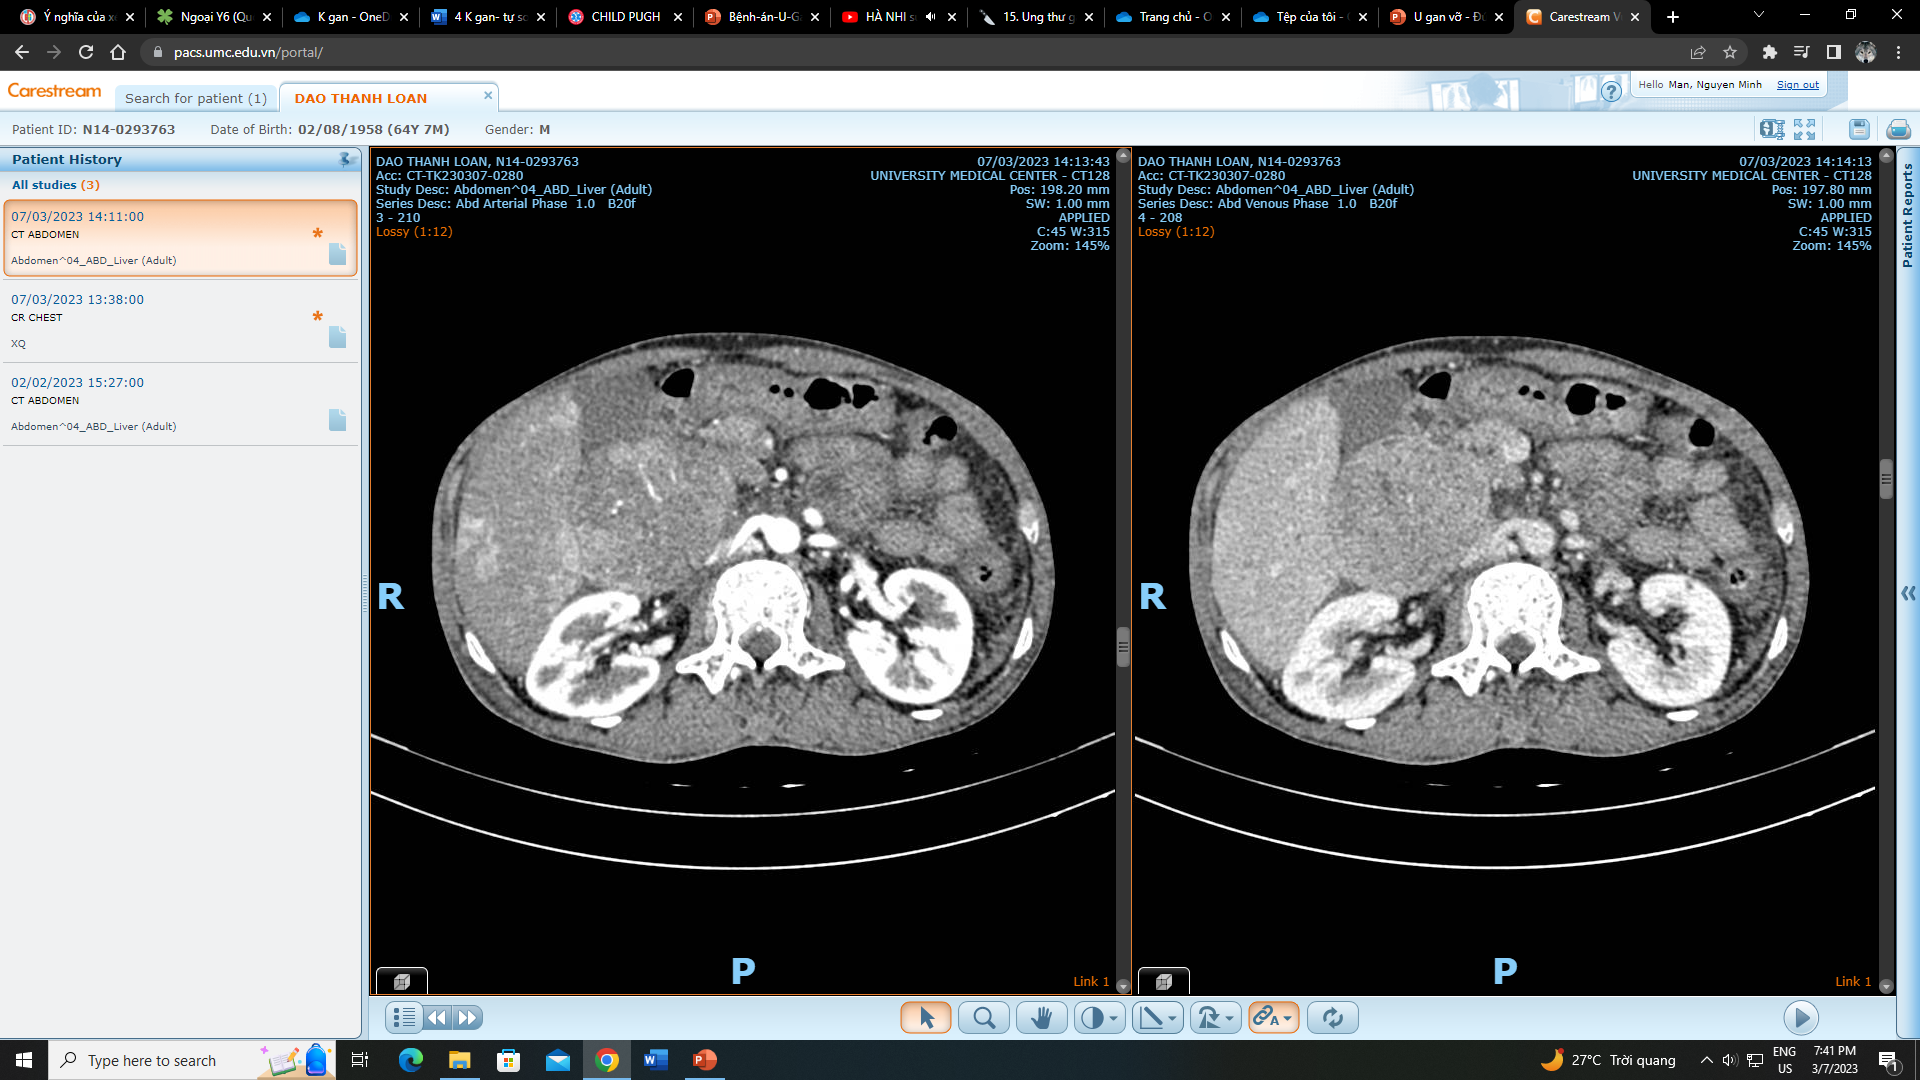 Ý nghĩa của xé
Ngoại Y6 (Qu
K gan - OneD
4 K gan- tự so
CHILD PUGH
Bệnh-án-U-G
HÀ NHI s
15. Ung thư g
Trang chủ - O
Tệp của tôi -
U gan vỡ - Đ
Carestream V
pacs.umc.edu.vn/portal/
Carestream
Search for patient (1)
DAO THANH LOAN
Hello Man, Nguyen Minh
Sign out
Patient ID: N14-0293763
Date of Birth: 02/08/1958 (64Y 7M)
Gender: M
Patient History
All studies (3)
07/03/2023 14:11:00
CT ABDOMEN
Abdomen^04_ABD_Liver (Adult)
07/03/2023 13:38:00
CR CHEST
XQ
02/02/2023 15:27:00
CT ABDOMEN
Abdomen^04_ABD_Liver (Adult)
DAO THANH LOAN, N14-0293763
Acc: CT-TK230307-0280
Study Desc: Abdomen^04_ABD_Liver (Adult)
Series Desc: Abd Arterial Phase 1.0 B20f
3 - 210
Lossy (1:12)
07/03/2023 14:13:43
UNIVERSITY MEDICAL CENTER - CT128
Pos: 198.20 mm
SW: 1.00 mm
APPLIED
C:45 W:315
Zoom: 145%
R
P
Link 1
DAO THANH LOAN, N14-0293763
Acc: CT-TK230307-0280
Study Desc: Abdomen^04_ABD_Liver (Adult)
Series Desc: Abd Venous Phase 1.0 B20f
4 - 208
Lossy (1:12)
07/03/2023 14:14:13
UNIVERSITY MEDICAL CENTER - CT128
Pos: 197.80 mm
SW: 1.00 mm
APPLIED
C:45 W:315
Zoom: 145%
R
P
Link 1
Patient Reports
Type here to search
27°C Trời quang
ENG
US
7:41 PM
3/7/2023
1